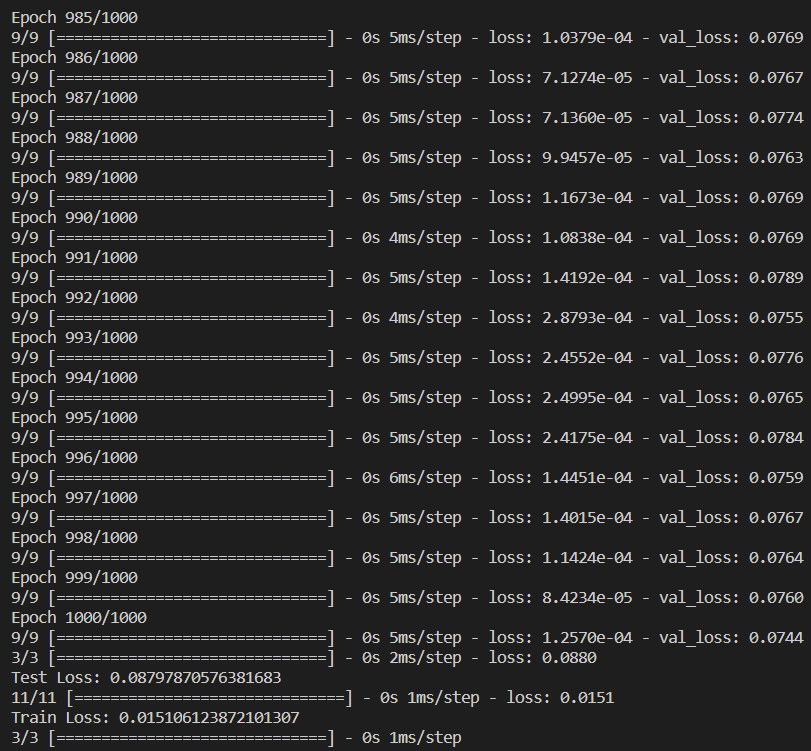 Epoch 985/1000
9/9 [==============================] - 0s 5ms/step - loss: 1.0379e-04 - val_loss: 0.0769
Epoch 986/1000
9/9 [==============================] - 0s 5ms/step - loss: 7.1274e-05 - val_loss: 0.0767
Epoch 987/1000
9/9 [==============================] - 0s 5ms/step - loss: 7.1360e-05 - val_loss: 0.0774
Epoch 988/1000
9/9 [==============================] - 0s 5ms/step - loss: 9.9457e-05 - val_loss: 0.0763
Epoch 989/1000
9/9 [==============================] - 0s 5ms/step - loss: 1.1673e-04 - val_loss: 0.0769
Epoch 990/1000
9/9 [==============================] - 0s 4ms/step - loss: 1.0838e-04 - val_loss: 0.0769
Epoch 991/1000
9/9 [==============================] - 0s 5ms/step - loss: 1.4192e-04 - val_loss: 0.0789
Epoch 992/1000
9/9 [==============================] - 0s 4ms/step - loss: 2.8793e-04 - val_loss: 0.0755
Epoch 993/1000
9/9 [==============================] - 0s 5ms/step - loss: 2.4552e-04 - val_loss: 0.0776
Epoch 994/1000
9/9 [==============================] - 0s 5ms/step - loss: 2.4995e-04 - val_loss: 0.0765
Epoch 995/1000
9/9 [==============================] - 0s 5ms/step - loss: 2.4175e-04 - val_loss: 0.0784
Epoch 996/1000
9/9 [==============================] - 0s 6ms/step - loss: 1.4451e-04 - val_loss: 0.0759
Epoch 997/1000
9/9 [==============================] - 0s 5ms/step - loss: 1.4015e-04 - val_loss: 0.0767
Epoch 998/1000
9/9 [==============================] - 0s 5ms/step - loss: 1.1424e-04 - val_loss: 0.0764
Epoch 999/1000
9/9 [==============================] - 0s 5ms/step - loss: 8.4234e-05 - val_loss: 0.0760
Epoch 1000/1000
9/9 [==============================] - 0s 5ms/step - loss: 1.2570e-04 - val_loss: 0.0744
3/3 [==============================] - 0s 2ms/step - loss: 0.0880
Test Loss: 0.08797870576381683
11/11 [==============================] - 0s 1ms/step - loss: 0.0151
Train Loss: 0.015106123872101307
3/3 [==============================] - 0s 1ms/step